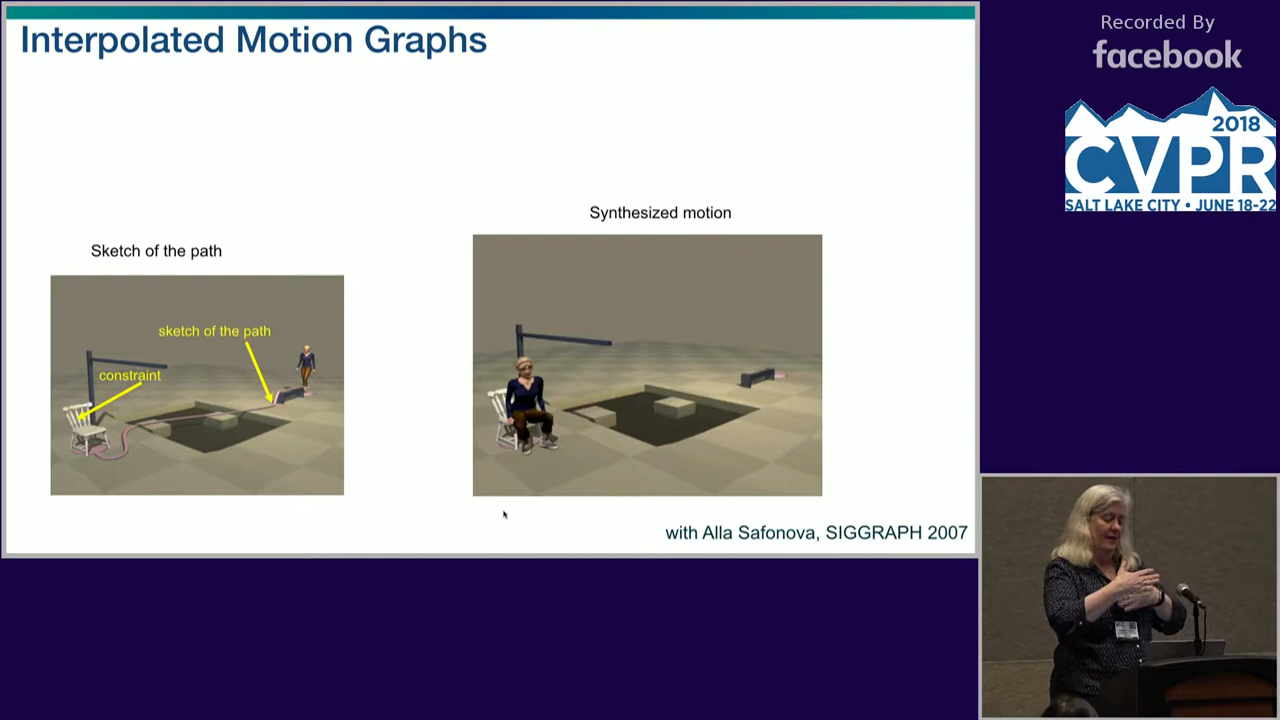 Interpolated Motion Graphs
Synthesized motion
Sketch of the path
sketch of the path
constraint
with Alla Safonova, SIGGRAPH 2007
Recorded By
facebook
2018
CVPR
SALT LAKE CITY • JUNE 18-22